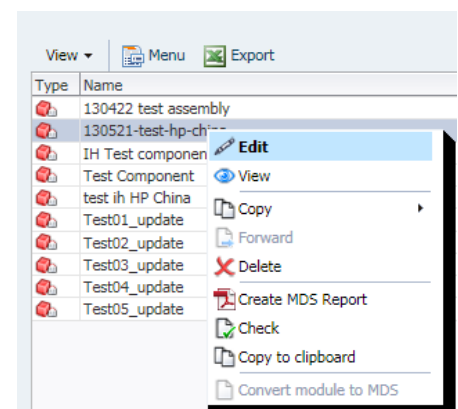 View Menu Export
Type Name
130422 test assembly
130521-test-hp-china
IH Test componen
Test Component
test ih HP China
Test01_update
Test02_update
Test03_update
Test04_update
Test05_update
Edit
View
Copy
Forward
Delete
Create MDS Report
Check
Copy to clipboard
Convert module to MDS